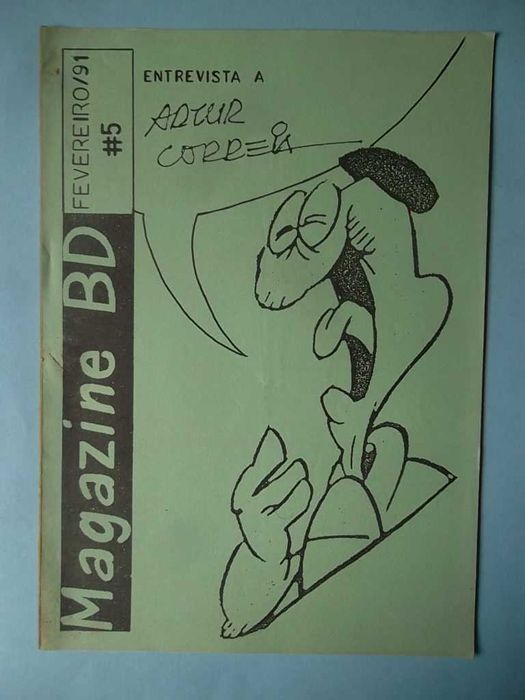 Magazine BD
FEVEREIRO/91
#5
ENTREVISTA A
ARTUR
CORREIA